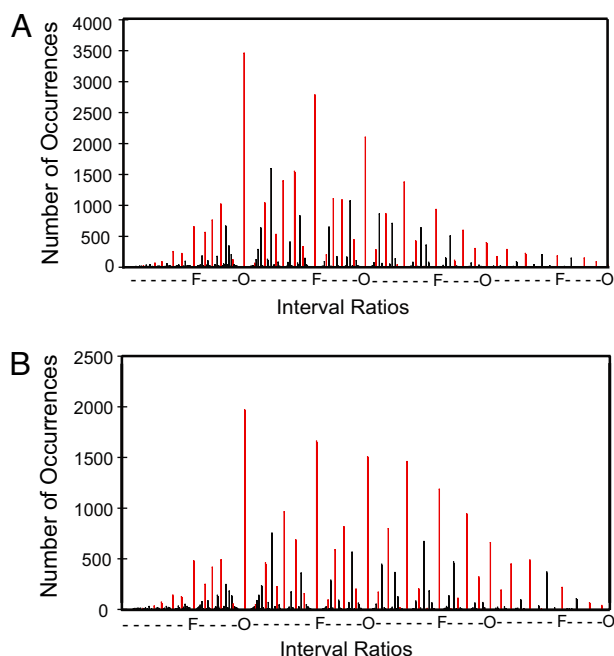 A
Number of Occurrences
4000
3500
3000
2500
2000
1500
1000
500
0
- - - - - - F - - - -O- - - - - - F - - - -O- - - - - - F - - - -O- - - - - - F - - - -O
Interval Ratios
B
Number of Occurrences
2500
2000
1500
1000
500
0
- - - - - - F - - - -O- - - - - - F - - - -O- - - - - - F - - - -O- - - - - - F - - - -O
Interval Ratios